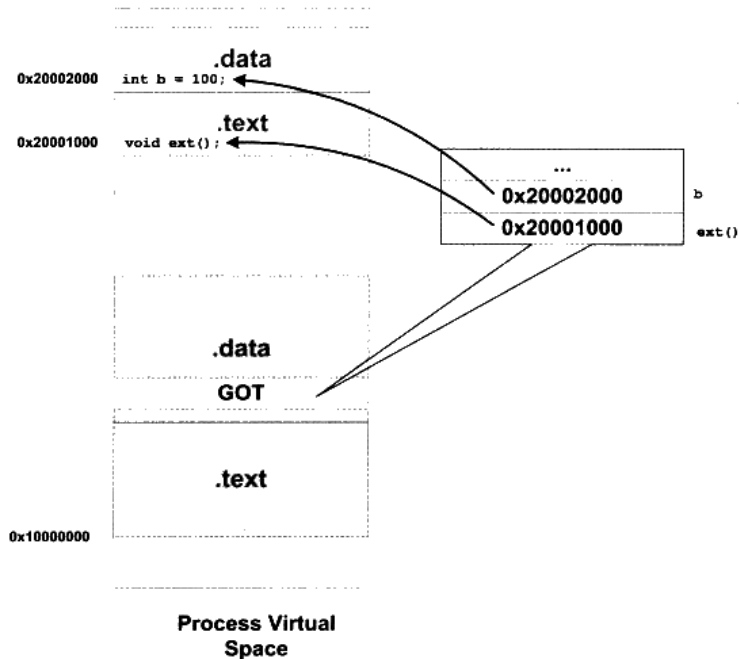 .data
0x20002000 int b = 100;
.text
0x20001000 void ext();
...
0x20002000 b
0x20001000 ext()
.data
GOT
.text
0x10000000
Process Virtual
Space